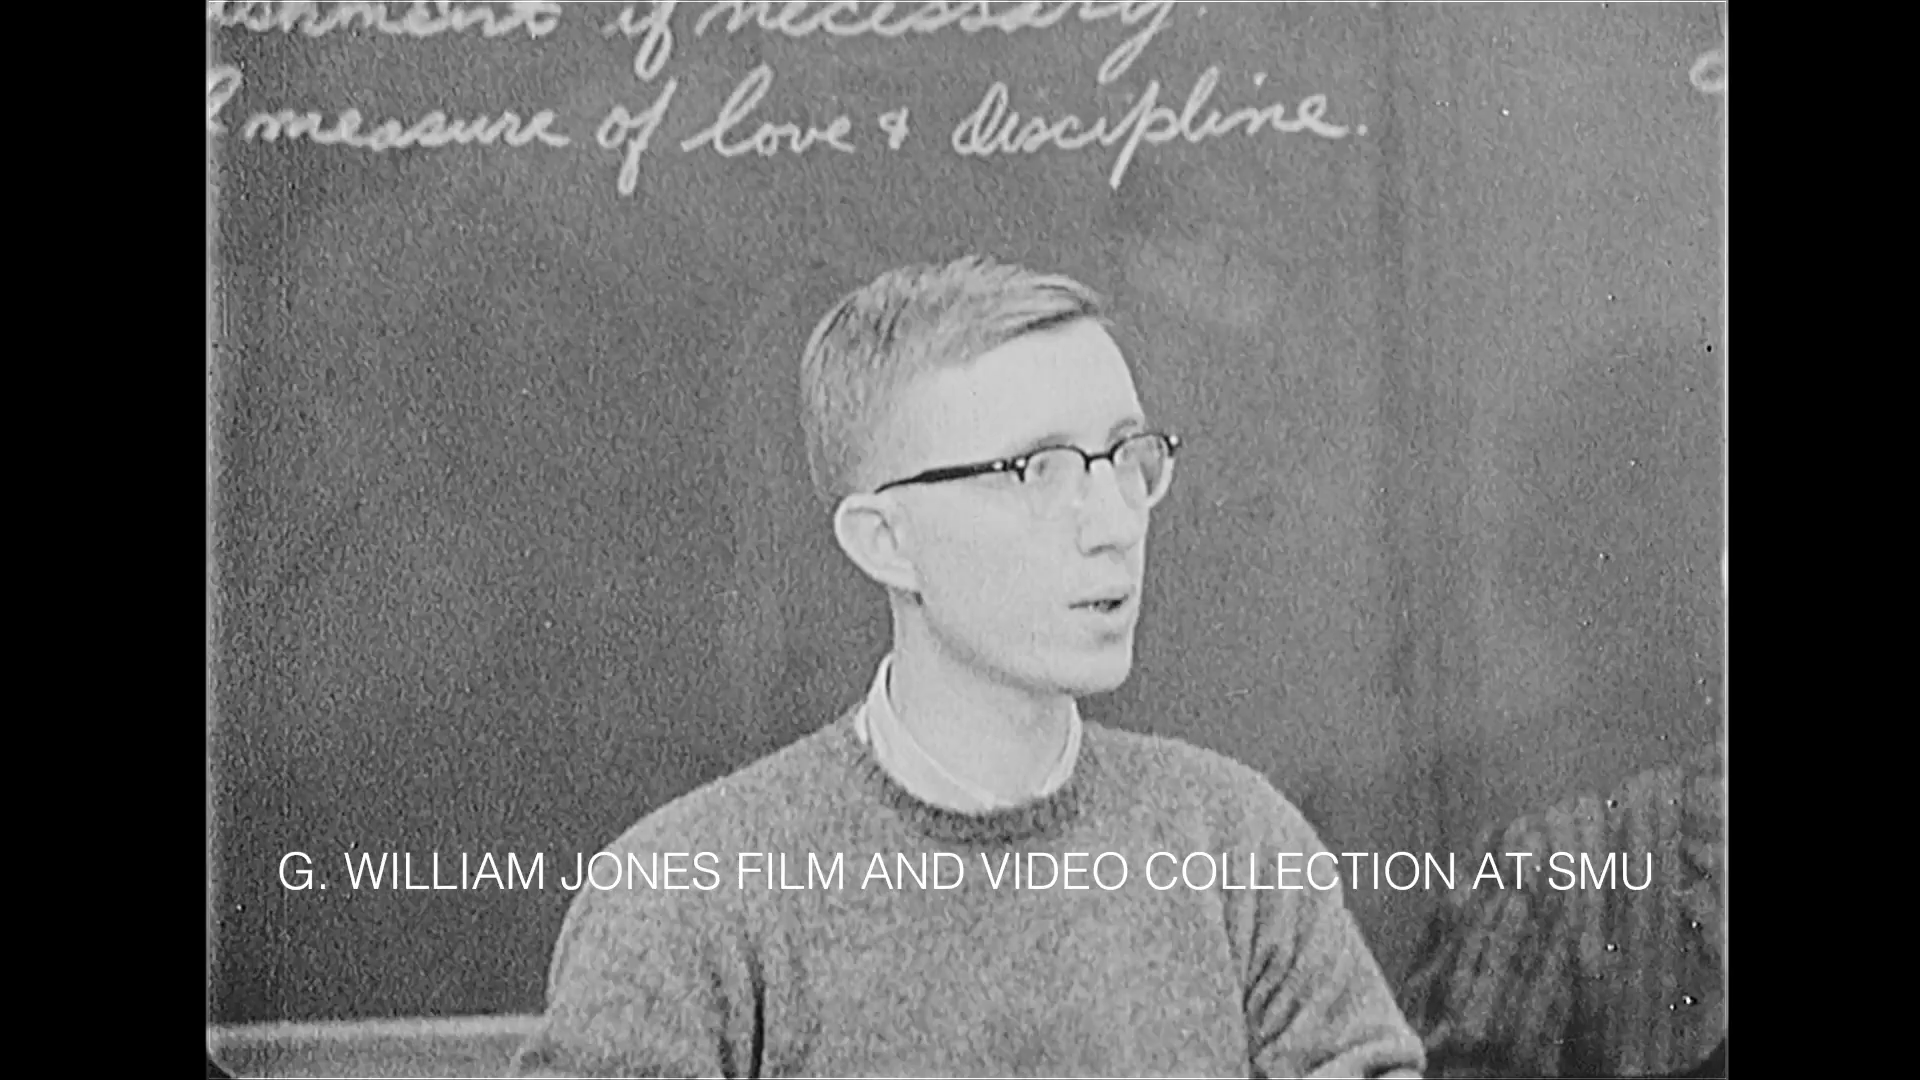 if necessary.
measure of love & discipline.
G. WILLIAM JONES FILM AND VIDEO COLLECTION AT SMU